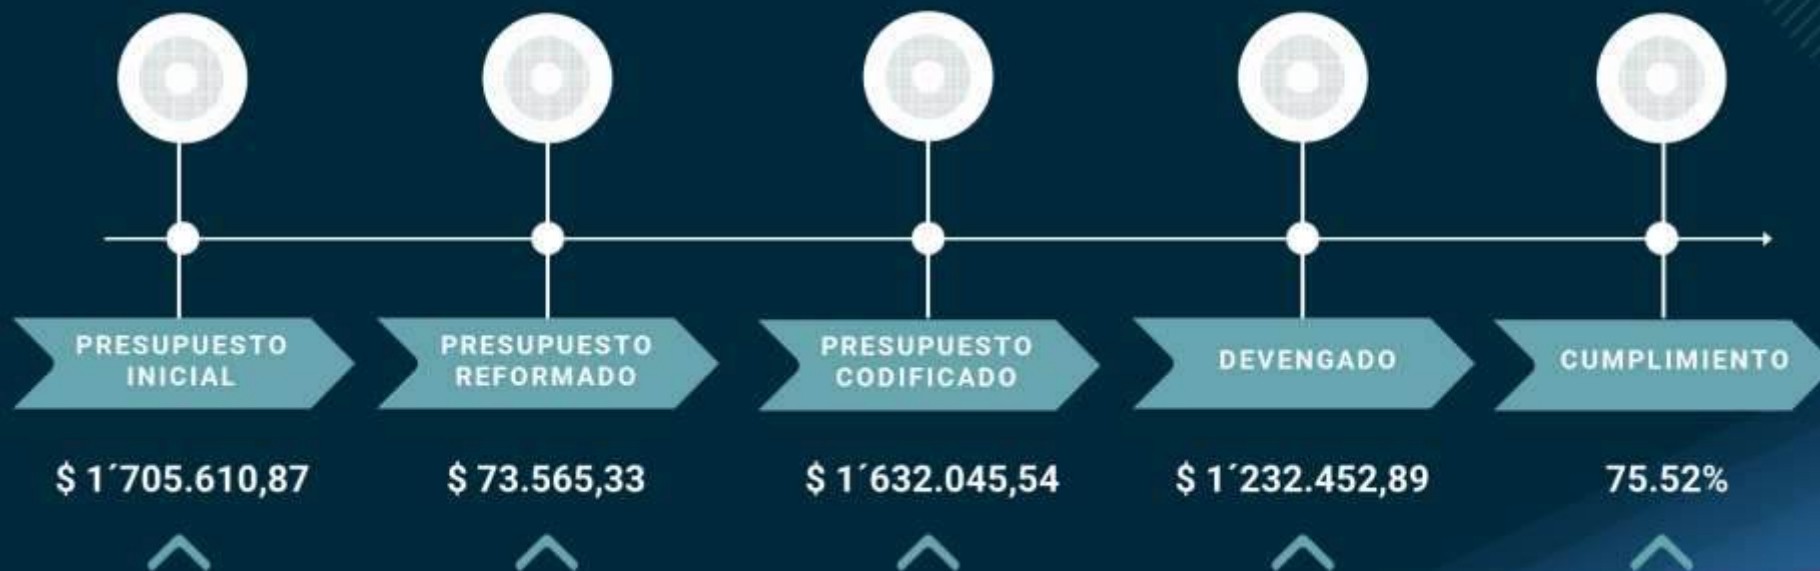 PRESUPUESTO
INICIAL
PRESUPUESTO
REFORMADO
PRESUPUESTO
CODIFICADO
DEVENGADO
CUMPLIMIENTO
$ 1´705.610,87
$ 73.565,33
$ 1´632.045,54
$ 1´232.452,89
75.52%